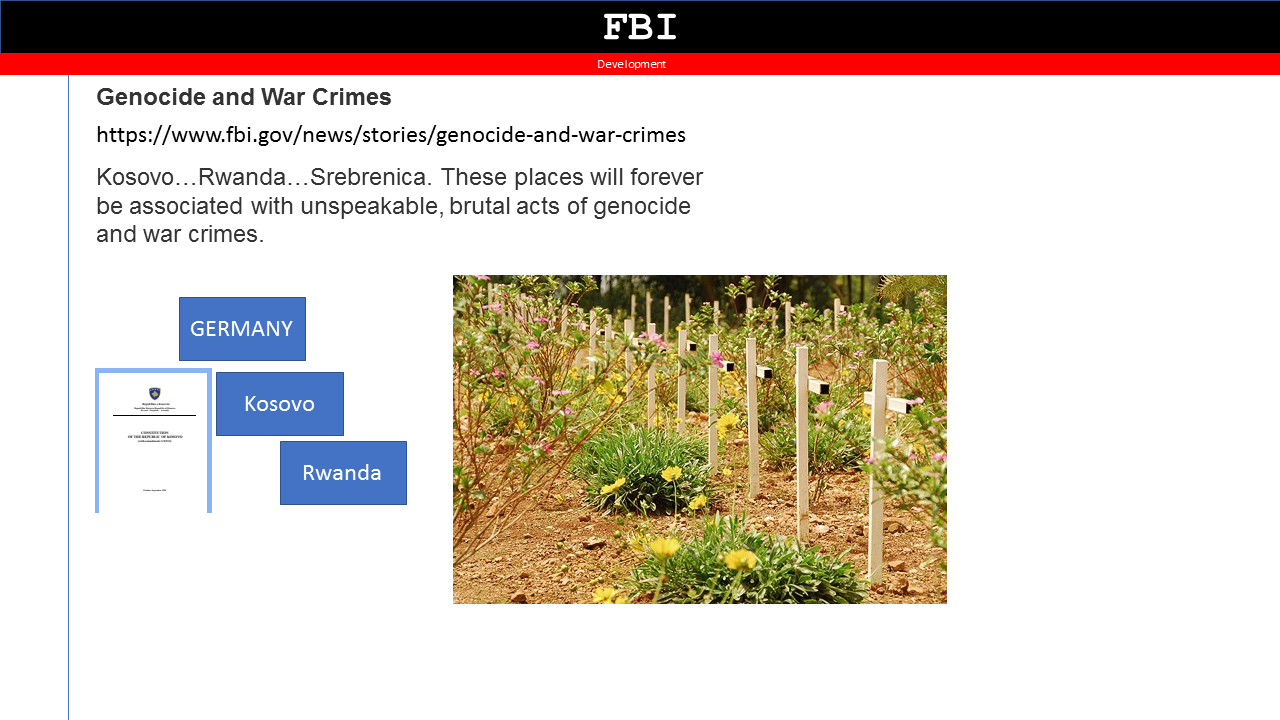 FBI
Development
Genocide and War Crimes
https://www.fbi.gov/news/stories/genocide-and-war-crimes
Kosovo…Rwanda…Srebrenica. These places will forever
be associated with unspeakable, brutal acts of genocide
and war crimes.
GERMANY
Kosovo
Rwanda
CONSTITUTION
OF THE REPUBLIC OF KOSOVO